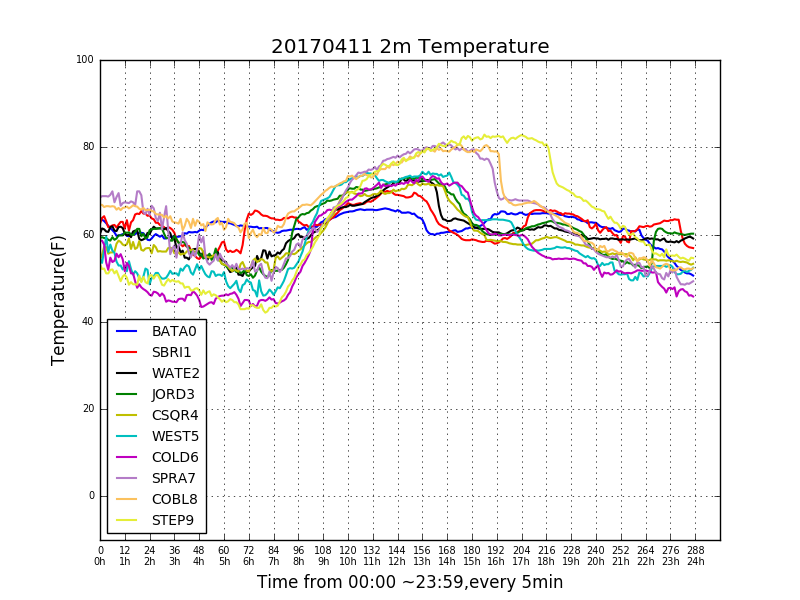 20170411 2m Temperature
100
80
60
40
20
0
Temperature(F)
BATA0
SBRI1
WATE2
JORD3
CSQR4
WEST5
COLD6
SPRA7
COBL8
STEP9
0 12 24 36 48 60 72 84 96 108 120 132 144 156 168 180 192 204 216 228 240 252 264 276 288
0h 1h 2h 3h 4h 5h 6h 7h 8h 9h 10h 11h 12h 13h 14h 15h 16h 17h 18h 19h 20h 21h 22h 23h 24h
Time from 00:00 ~23:59,every 5min